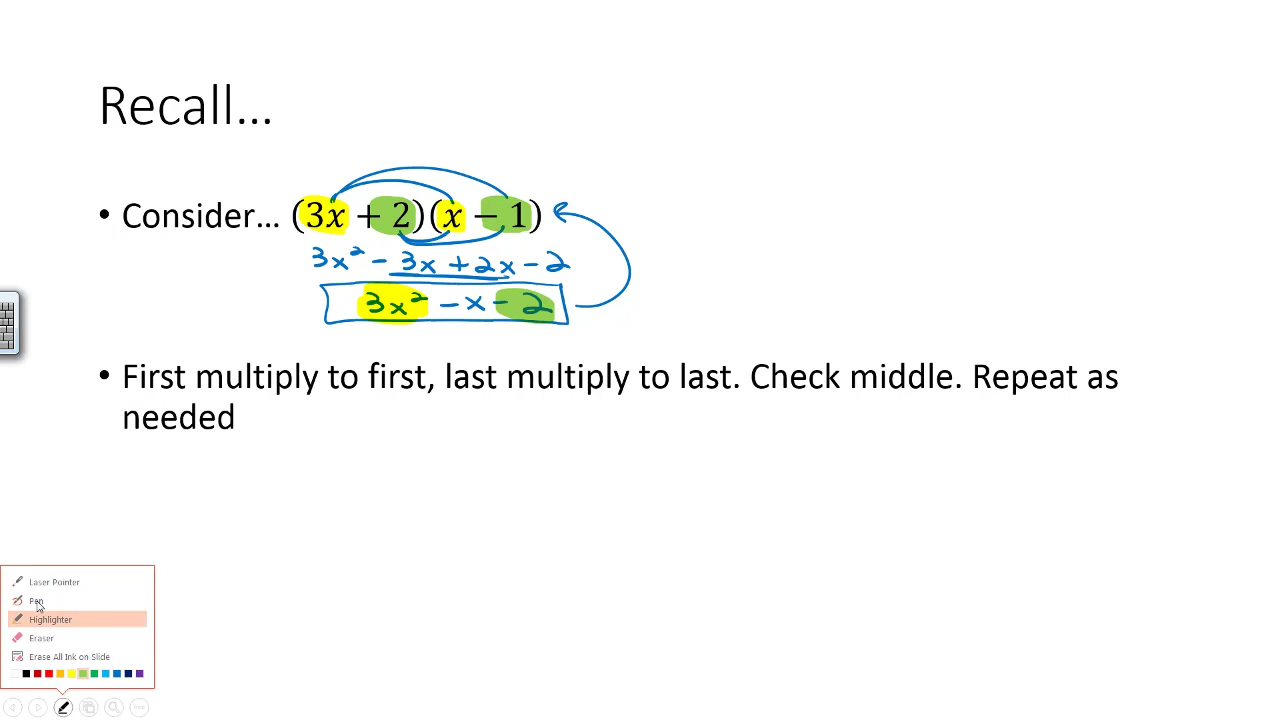 Recall…
• Consider… (3x + 2)(x − 1)
3x² − 3x + 2x − 2
3x² − x − 2
• First multiply to first, last multiply to last. Check middle. Repeat as
needed
Laser Pointer
Pen
Highlighter
Eraser
Erase All Ink on Slide